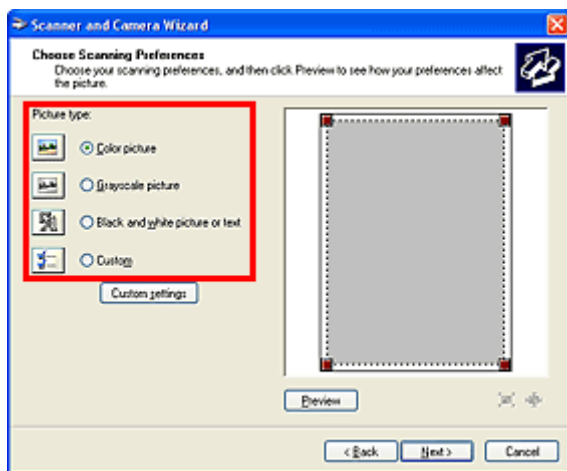 Scanner and Camera Wizard
Choose Scanning Preferences
Choose your scanning preferences, and then click Preview to see how your preferences affect
the picture.
Picture type:
Color picture
Grayscale picture
Black and white picture or text
Custom
Custom settings
Preview
< Back
Next >
Cancel